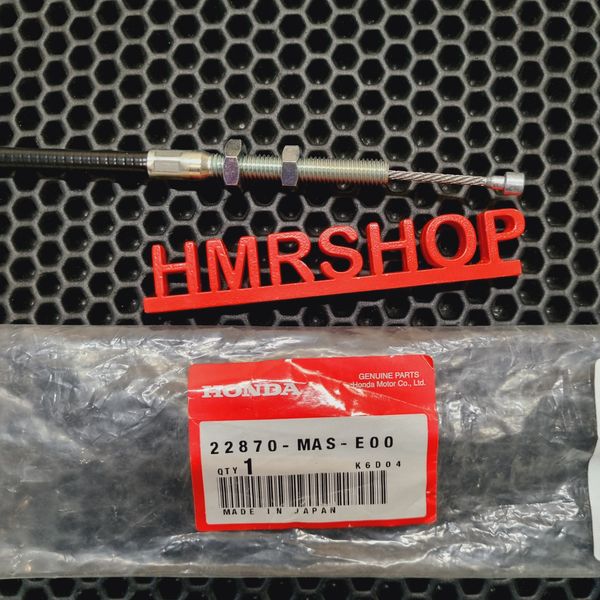 HMRSHOP
HONDA
GENUINE PARTS
Honda Motor Co., Ltd.
22870-MAS-E00
QTY 1 K6D04
MADE IN JAPAN